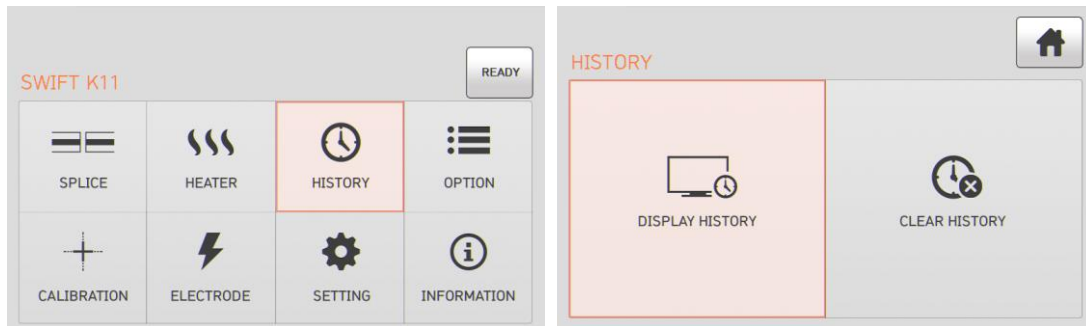 READY
SWIFT K11
SPLICE HEATER HISTORY OPTION
CALIBRATION ELECTRODE SETTING INFORMATION
HISTORY
DISPLAY HISTORY CLEAR HISTORY